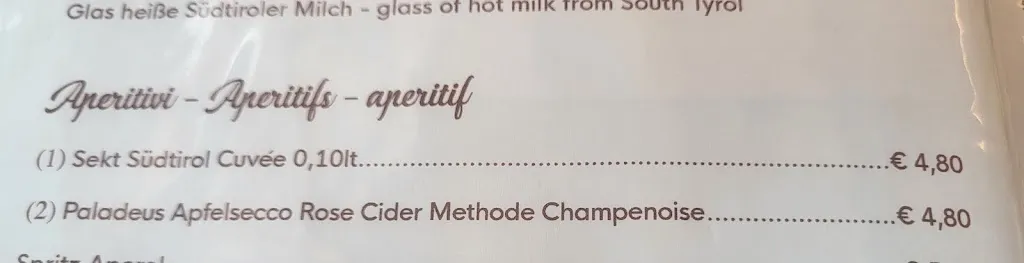 Glas heiße Südtiroler Milch - glass of hot milk from South Tyrol
Aperitivi - Aperitifs - aperitif
(1) Sekt Südtirol Cuvée 0,10lt..........................................................................€ 4,80
(2) Paladeus Apfelsecco Rose Cider Methode Champenoise..........................€ 4,80